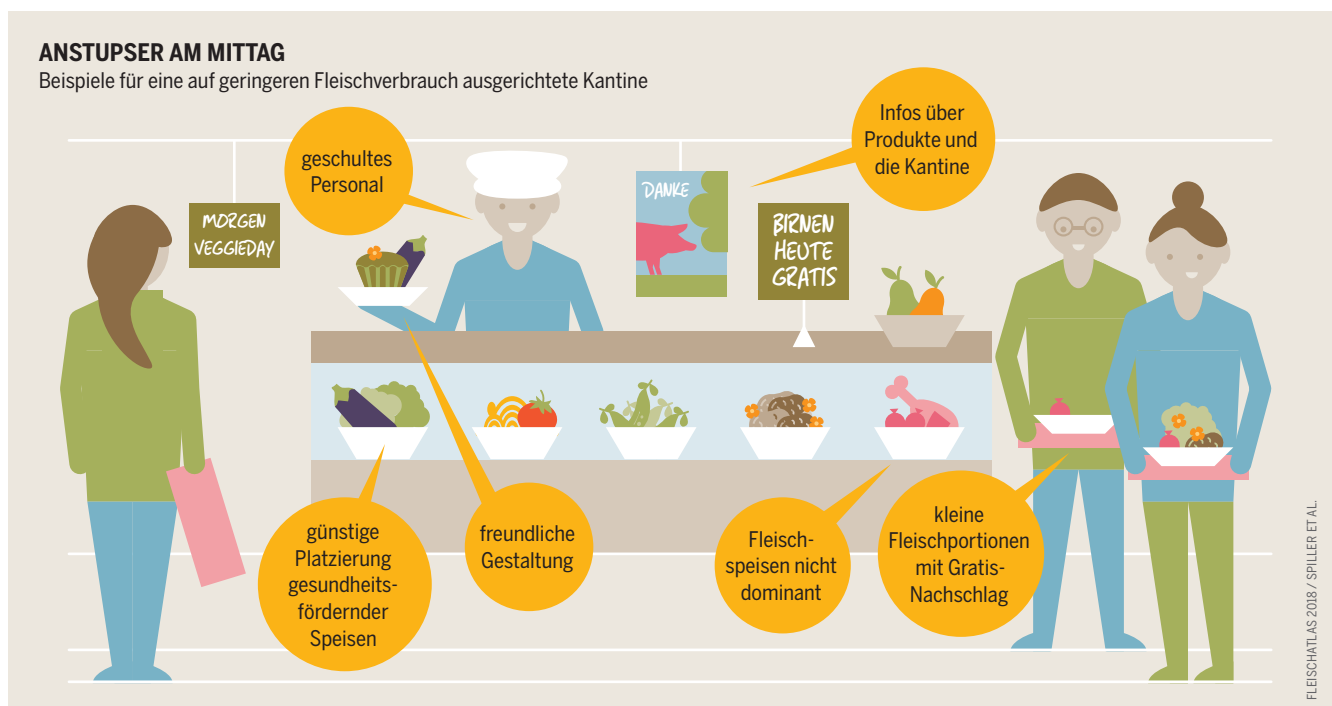 ANSTUPSER AM MITTAG
Beispiele für eine auf geringeren Fleischverbrauch ausgerichtete Kantine
geschultes
Personal
Infos über
Produkte und
die Kantine
MORGEN
VEGGIEDAY
DANKE
BIRNEN
HEUTE
GRATIS
günstige
Platzierung
gesundheits-
fördernder
Speisen
freundliche
Gestaltung
Fleisch-
speisen nicht
dominant
kleine
Fleischportionen
mit Gratis-
Nachschlag
FLEISCHATLAS 2018 / SPILLER ET AL.